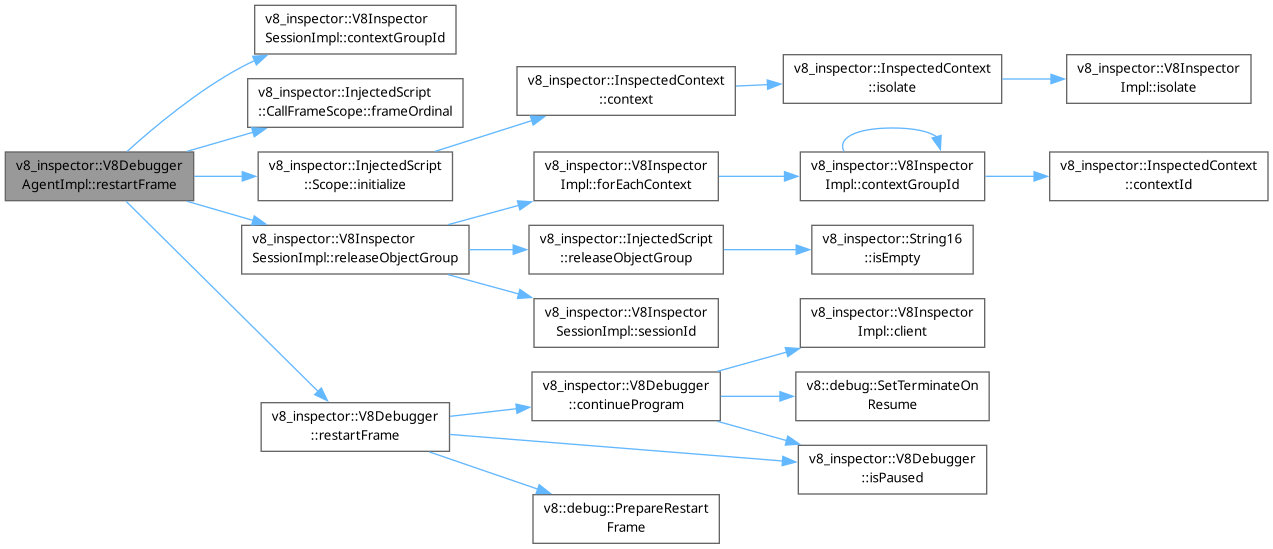 v8_inspector::V8Debugger
AgentImpl::restartFrame
v8_inspector::V8Inspector
SessionImpl::contextGroupId
v8_inspector::InjectedScript
::CallFrameScope::frameOrdinal
v8_inspector::InjectedScript
::Scope::initialize
v8_inspector::InspectedContext
::context
v8_inspector::InspectedContext
::isolate
v8_inspector::V8Inspector
Impl::isolate
v8_inspector::V8Inspector
SessionImpl::releaseObjectGroup
v8_inspector::V8Inspector
Impl::forEachContext
v8_inspector::V8Inspector
Impl::contextGroupId
v8_inspector::InspectedContext
::contextId
v8_inspector::InjectedScript
::releaseObjectGroup
v8_inspector::String16
::isEmpty
v8_inspector::V8Inspector
SessionImpl::sessionId
v8_inspector::V8Debugger
::restartFrame
v8_inspector::V8Debugger
::continueProgram
v8_inspector::V8Inspector
Impl::client
v8::debug::SetTerminateOn
Resume
v8_inspector::V8Debugger
::isPaused
v8::debug::PrepareRestart
Frame